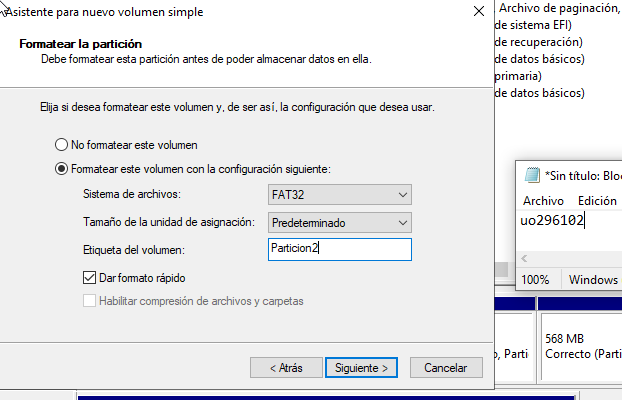 Asistente para nuevo volumen simple
Formatear la partición
Debe formatear esta partición antes de poder almacenar datos en ella.
Elija si desea formatear este volumen y, de ser así, la configuración que desea usar.
No formatear este volumen
Formatear este volumen con la configuración siguiente:
Sistema de archivos: FAT32
Tamaño de la unidad de asignación: Predeterminado
Etiqueta del volumen: Particion2
Dar formato rápido
Habilitar compresión de archivos y carpetas
< Atrás Siguiente > Cancelar
, Archivo de paginación,
de sistema EFI)
de recuperación)
de datos básicos)
primaria)
de datos básicos)
*Sin título: Bloc
Archivo Edición
uo296102
100% Windows
o, Parti
568 MB
Correcto (Parti